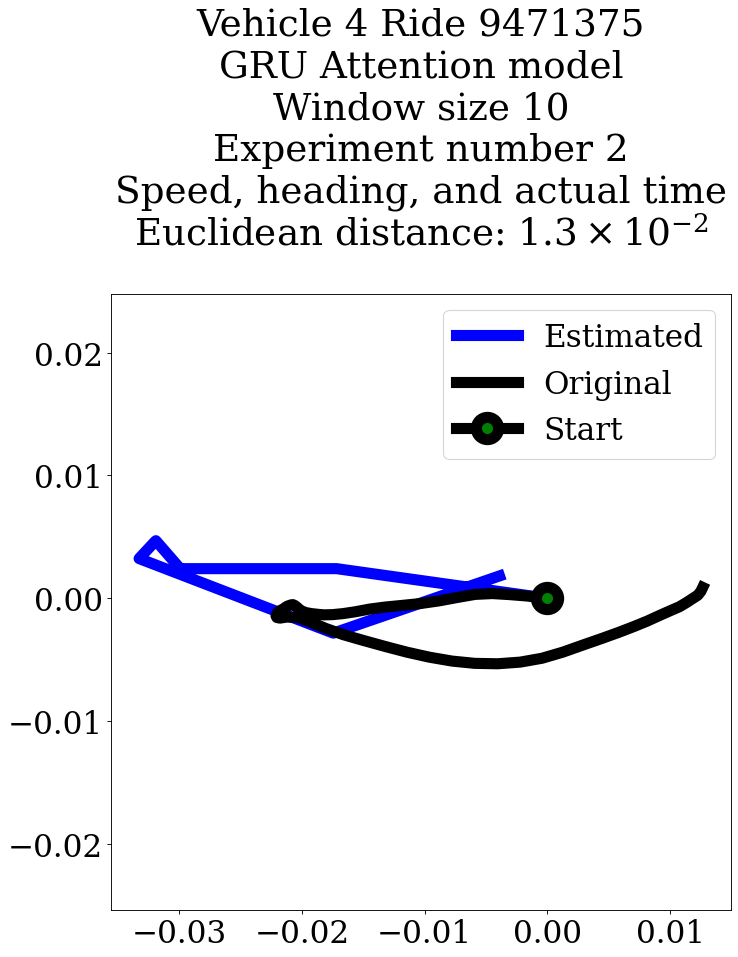 Vehicle 4 Ride 9471375
GRU Attention model
Window size 10
Experiment number 2
Speed, heading, and actual time
Euclidean distance: 1.3 × 10⁻²
Estimated
Original
Start
0.02
0.01
0.00
−0.01
−0.02
−0.03 −0.02 −0.01 0.00 0.01